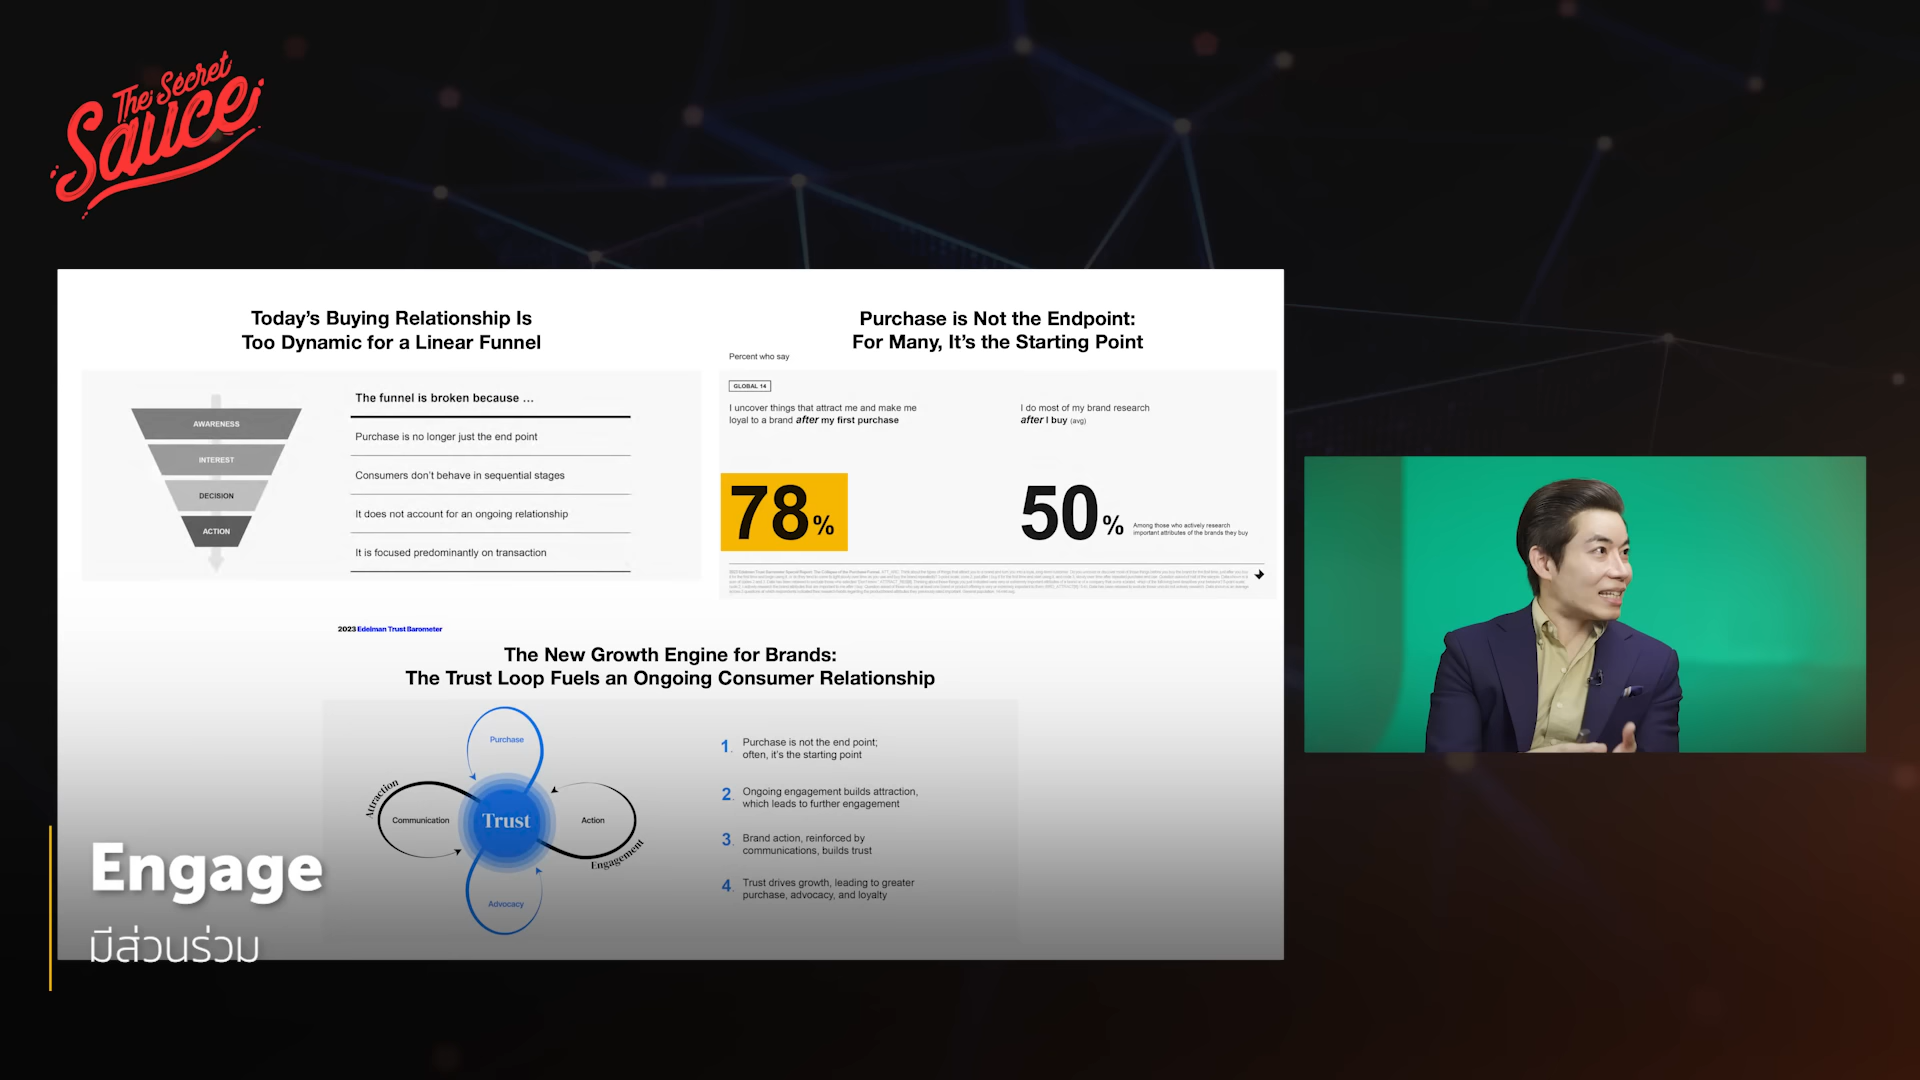 The Secret
Sauce
Today's Buying Relationship Is
Too Dynamic for a Linear Funnel
AWARENESS
INTEREST
DECISION
ACTION
The funnel is broken because ...
Purchase is no longer just the end point
Consumers don't behave in sequential stages
It does not account for an ongoing relationship
It is focused predominantly on transaction
Purchase is Not the Endpoint:
For Many, It's the Starting Point
Percent who say
GLOBAL 14
I uncover things that attract me and make me
loyal to a brand after my first purchase
78%
I do most of my brand research
after I buy (avg)
50%
Among those who actively research
important attributes of the brands they buy
2023 Edelman Trust Barometer
The New Growth Engine for Brands:
The Trust Loop Fuels an Ongoing Consumer Relationship
Purchase
Attraction
Communication
Trust
Action
Engagement
Advocacy
1. Purchase is not the end point;
often, it's the starting point
2. Ongoing engagement builds attraction,
which leads to further engagement
3. Brand action, reinforced by
communications, builds trust
4. Trust drives growth, leading to greater
purchase, advocacy, and loyalty
Engage
มีส่วนร่วม